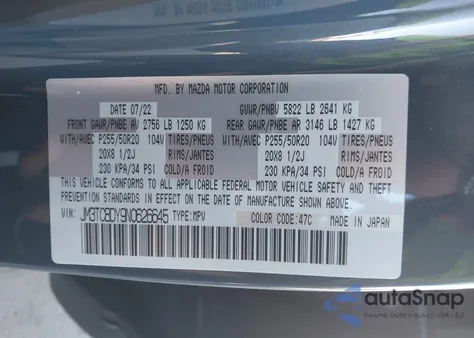 MFD. BY MAZDA MOTOR CORPORATION
DATE 07/22 GVWR/PNBV 5822 LB 2641 KG
FRONT GAWR/PNBE AV 2756 LB 1250 KG REAR GAWR/PNBE AR 3146 LB 1427 KG
WITH/AVEC P255/50R20 104V TIRES/PNEUS WITH/AVEC P255/50R20 104V TIRES/PNEUS
20X8 1/2J RIMS/JANTES 20X8 1/2J RIMS/JANTES
230 KPA/34 PSI COLD/A FROID 230 KPA/34 PSI COLD/A FROID
THIS VEHICLE CONFORMS TO ALL APPLICABLE FEDERAL MOTOR VEHICLE SAFETY AND
THEFT PREVENTION STANDARDS IN EFFECT ON THE DATE OF MANUFACTURE SHOWN ABOVE.
VIN: JM3TCBDY9N0626645 TYPE:MPV COLOR CODE:47C MADE IN JAPAN
autoSnap
Приватне авто з аукціонів USA | EU